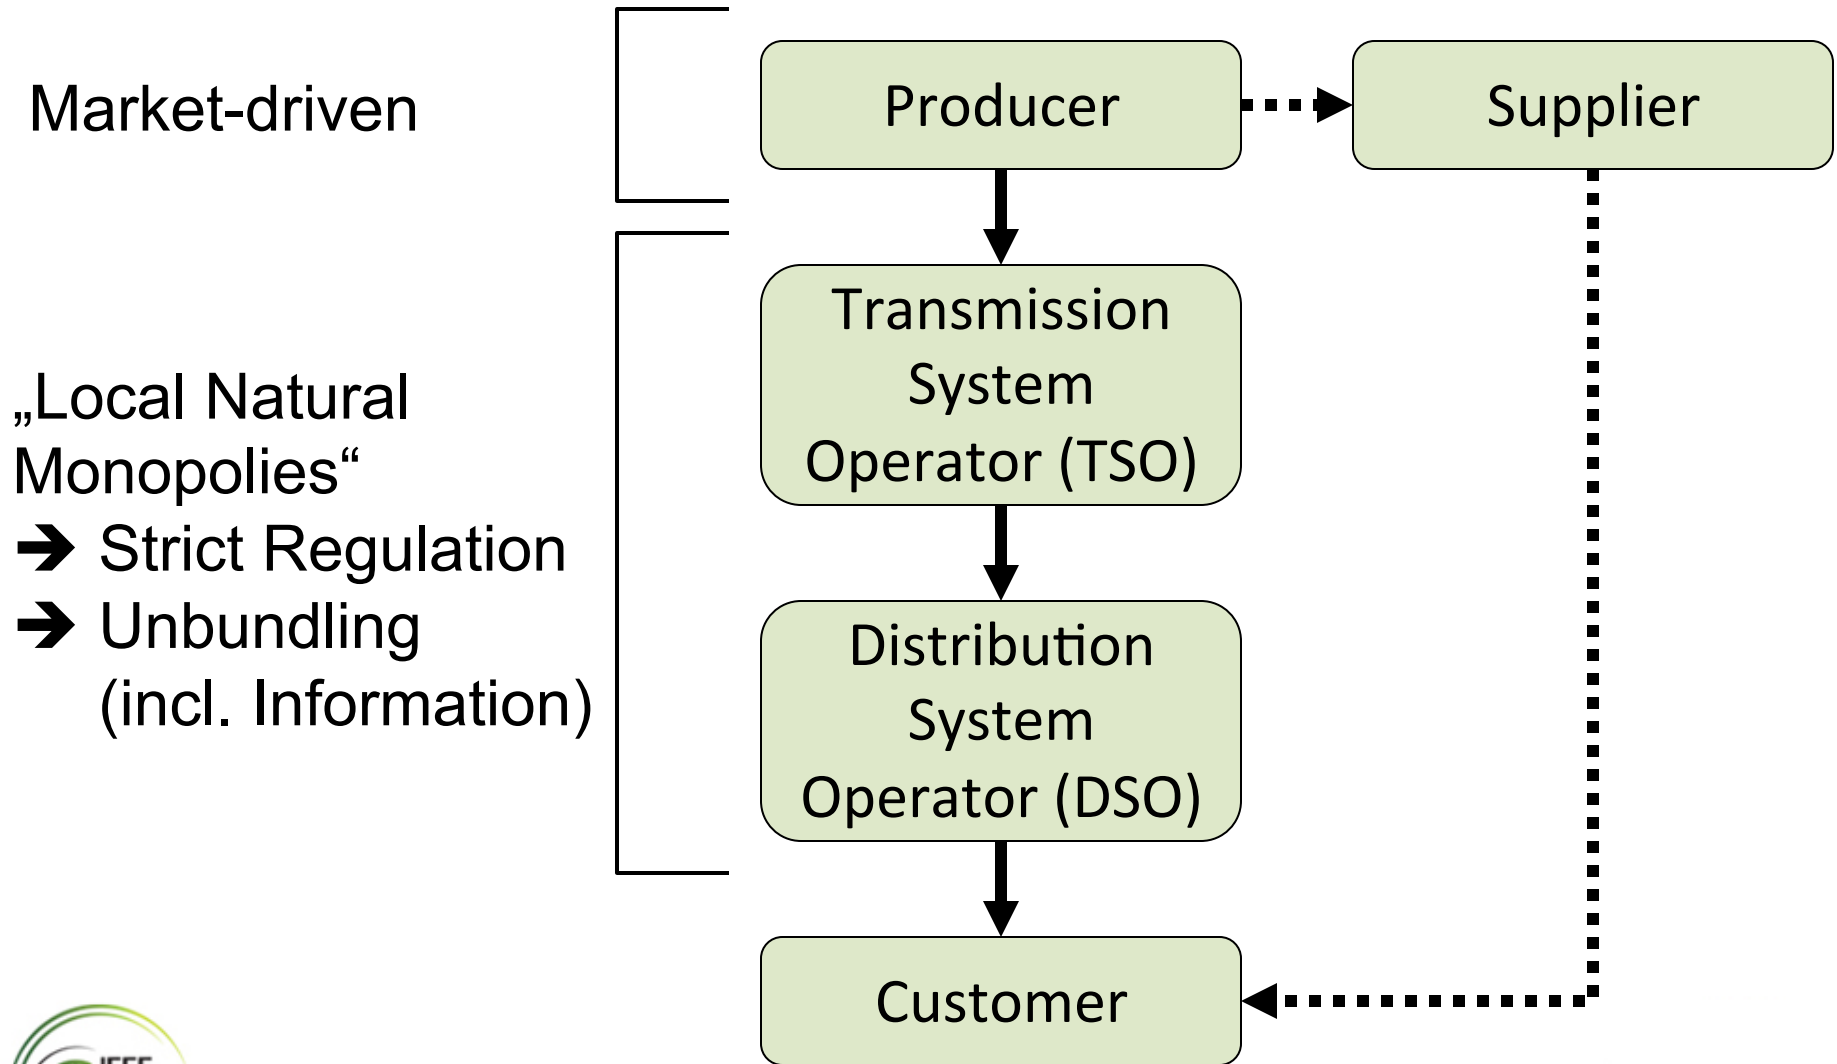 Market-driven
Producer
Supplier
Transmission
System
Operator (TSO)
„Local Natural
Monopolies“
➔ Strict Regulation
➔ Unbundling
(incl. Information)
Distribution
System
Operator (DSO)
Customer
IEEE